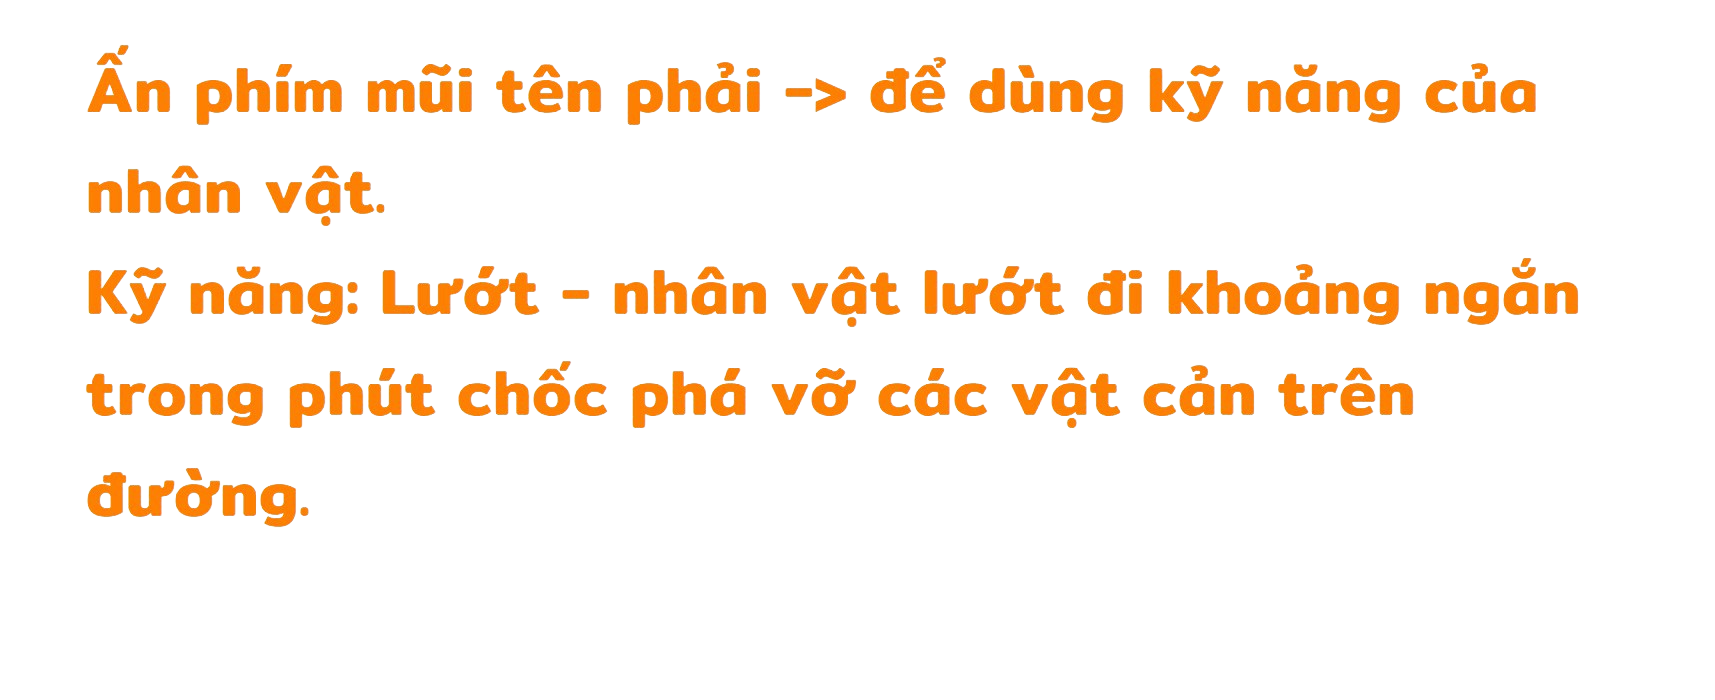 Ấn phím mũi tên phải -> để dùng kỹ năng của
nhân vật.
Kỹ năng: Lướt - nhân vật lướt đi khoảng ngắn
trong phút chốc phá vỡ các vật cản trên
đường.